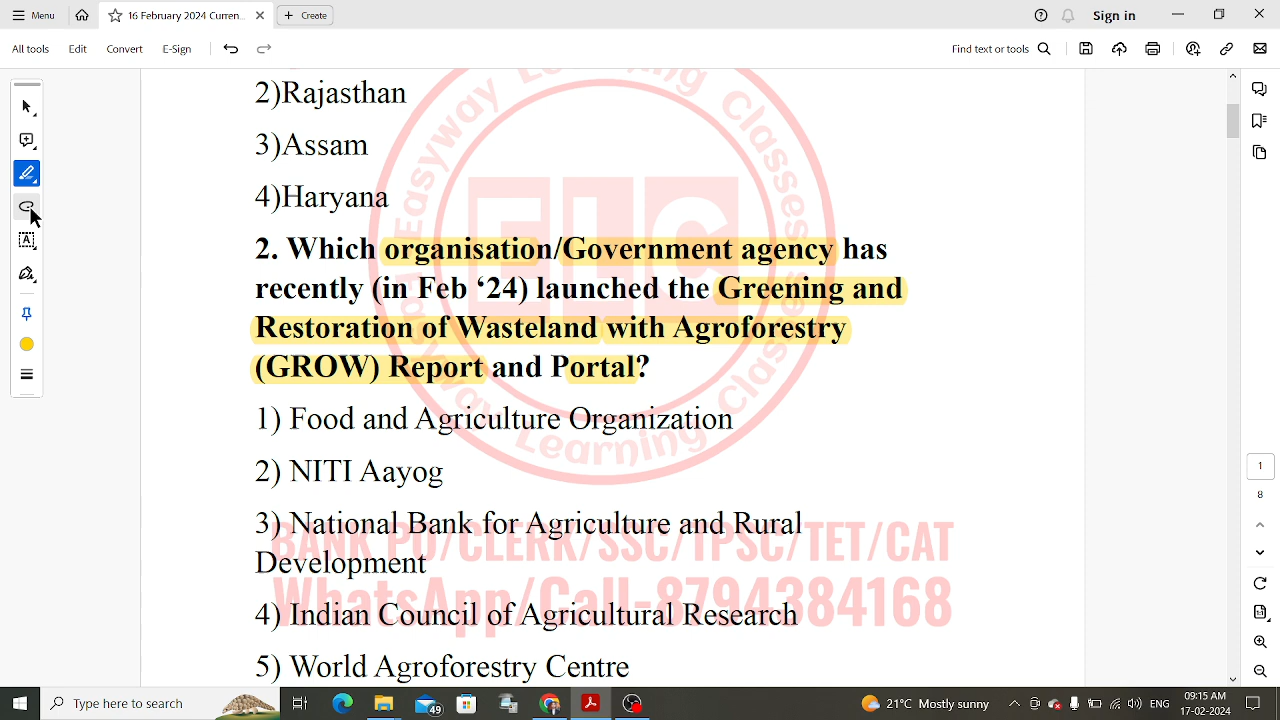 Menu
16 February 2024 Curren...
Create
Sign in
All tools
Edit
Convert
E-Sign
Find text or tools
2)Rajasthan
3)Assam
4)Haryana
2. Which organisation/Government agency has
recently (in Feb ‘24) launched the Greening and
Restoration of Wasteland with Agroforestry
(GROW) Report and Portal?
1) Food and Agriculture Organization
2) NITI Aayog
3) National Bank for Agriculture and Rural
Development
4) Indian Council of Agricultural Research
5) World Agroforestry Centre
Easyway Learning Classes
ELC
BANK PO/CLERK/SSC/TPSC/TET/CAT
WhatsApp/Call-8794384168
1
8
Type here to search
49
21°C Mostly sunny
ENG
09:15 AM
17-02-2024